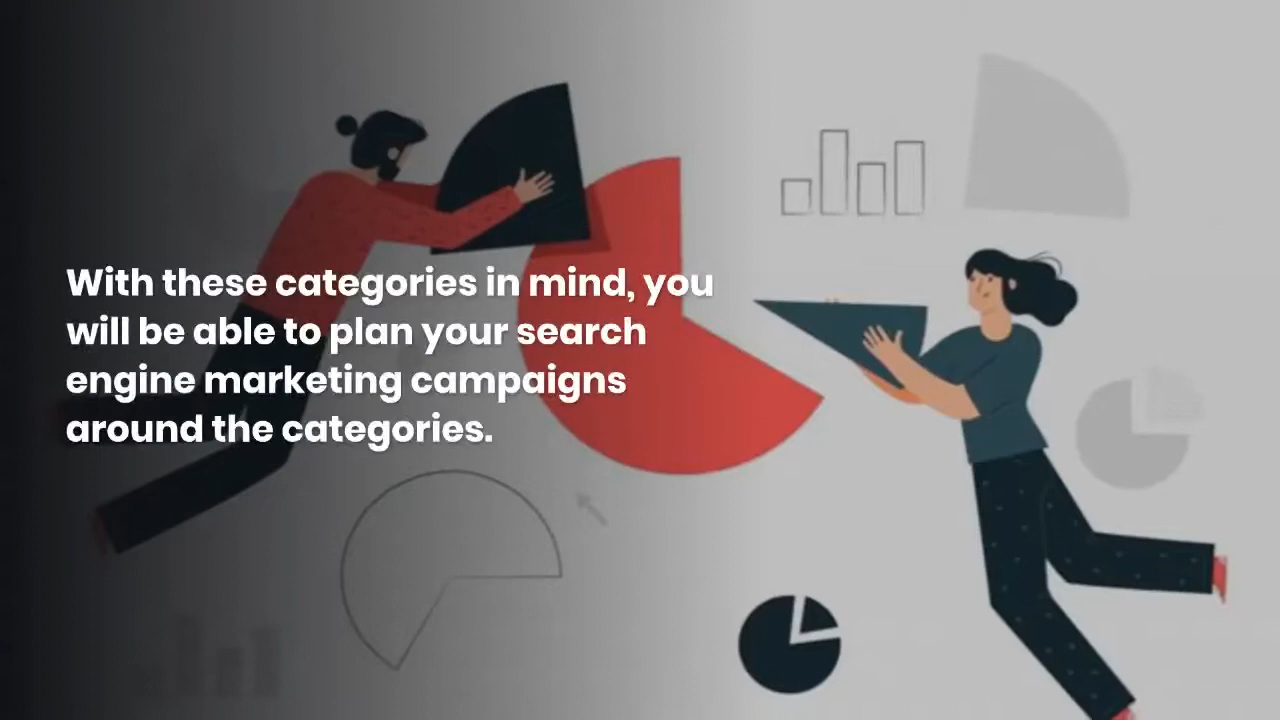 With these categories in mind, you
will be able to plan your search
engine marketing campaigns
around the categories.